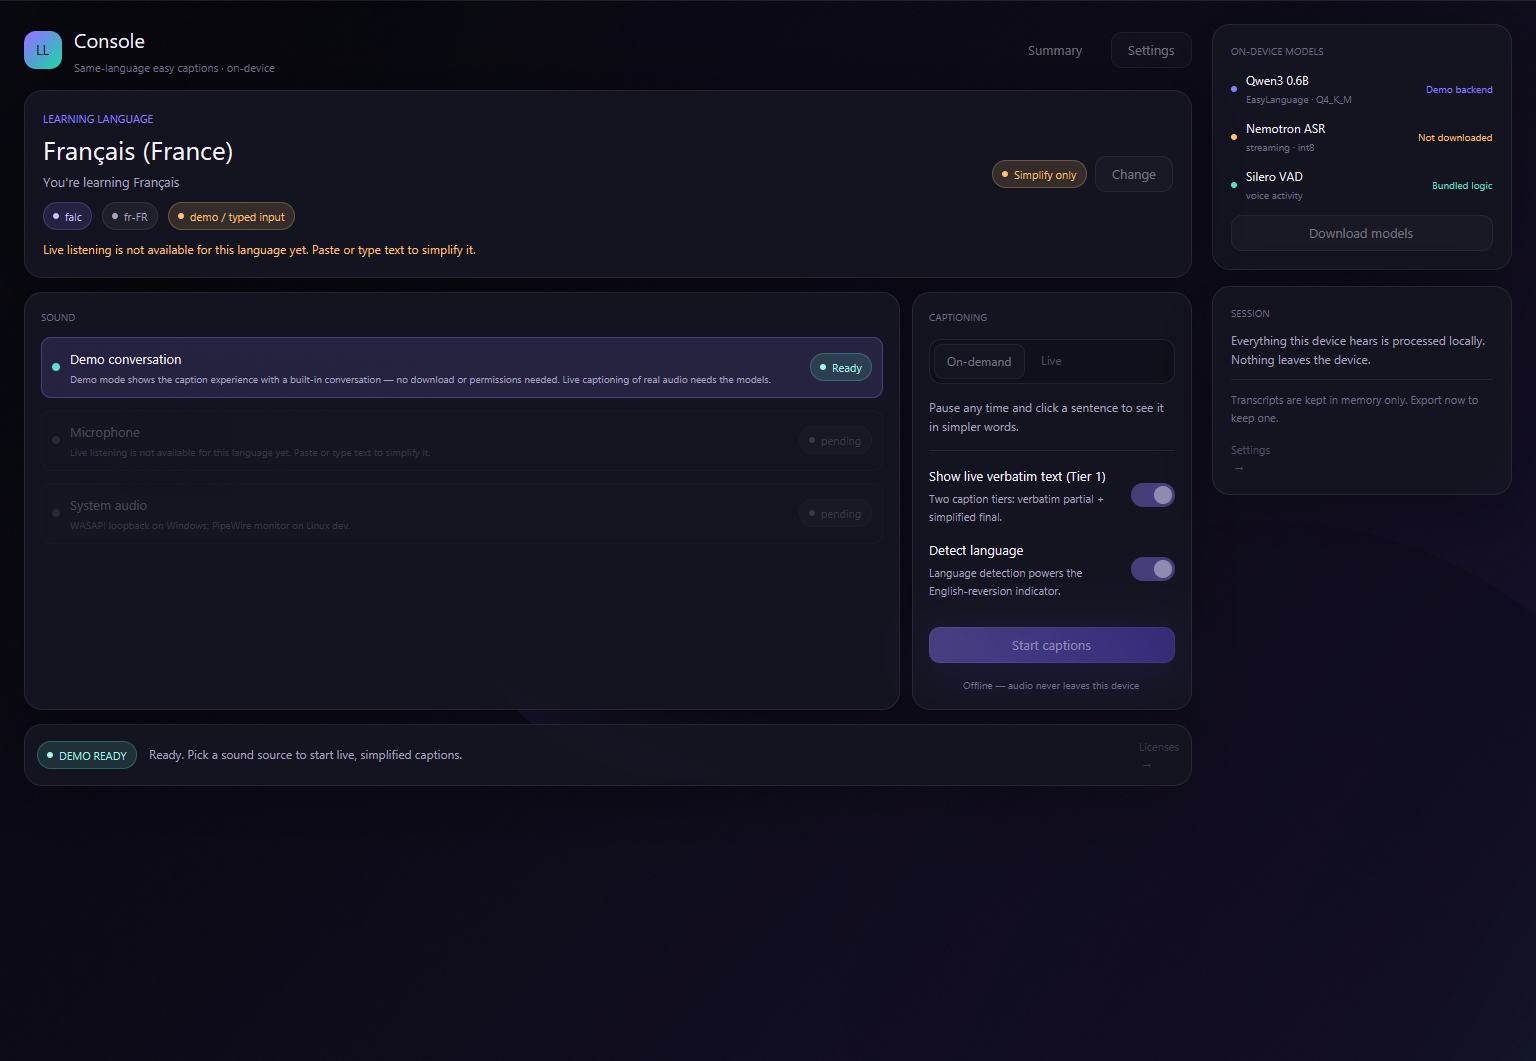 LL
Console
Same-language easy captions · on-device
Summary
Settings
LEARNING LANGUAGE
Français (France)
You're learning Français
falc
fr-FR
demo / typed input
Live listening is not available for this language yet. Paste or type text to simplify it.
Simplify only
Change
SOUND
Demo conversation
Demo mode shows the caption experience with a built-in conversation — no download or permissions needed. Live captioning of real audio needs the models.
Ready
Microphone
Live listening is not available for this language yet. Paste or type text to simplify it.
pending
System audio
WASAPI loopback on Windows; PipeWire monitor on Linux dev.
pending
CAPTIONING
On-demand
Live
Pause any time and click a sentence to see it
in simpler words.
Show live verbatim text (Tier 1)
Two caption tiers: verbatim partial +
simplified final.
Detect language
Language detection powers the
English-reversion indicator.
Start captions
Offline — audio never leaves this device
DEMO READY
Ready. Pick a sound source to start live, simplified captions.
Licenses
→
ON-DEVICE MODELS
Qwen3 0.6B
EasyLanguage · Q4_K_M
Demo backend
Nemotron ASR
streaming · int8
Not downloaded
Silero VAD
voice activity
Bundled logic
Download models
SESSION
Everything this device hears is processed locally.
Nothing leaves the device.
Transcripts are kept in memory only. Export now to
keep one.
Settings
→